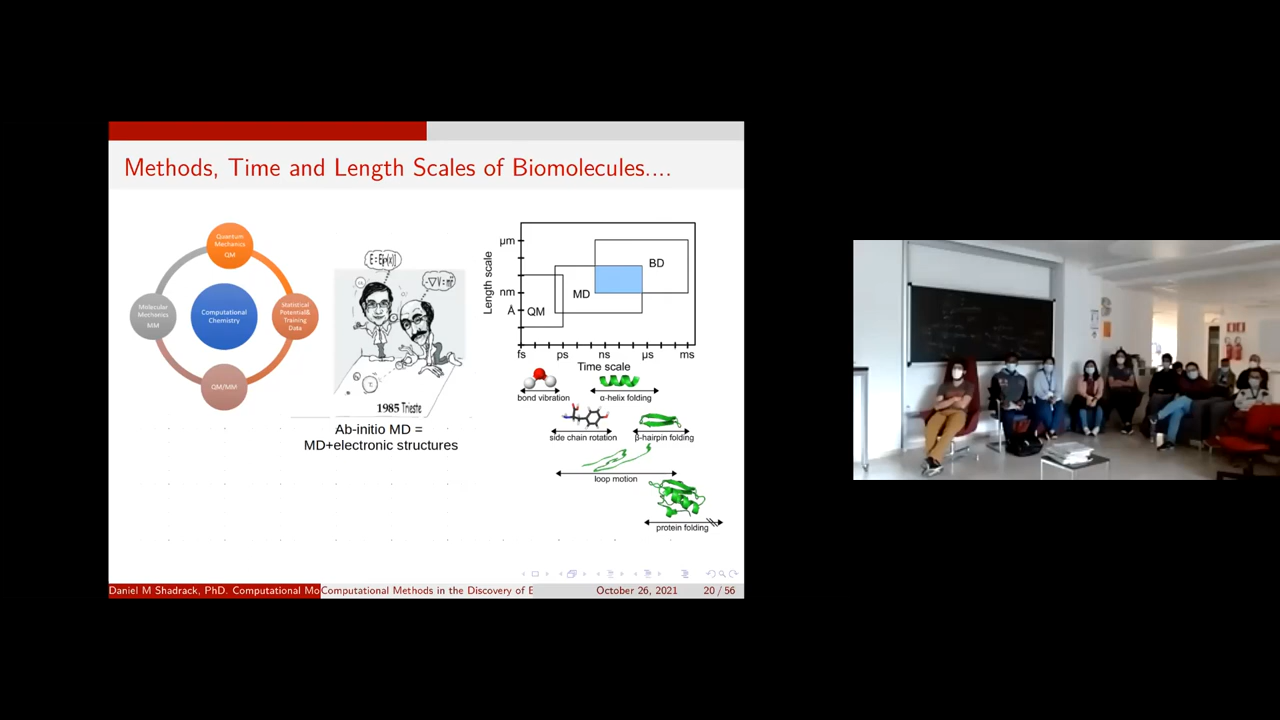 Methods, Time and Length Scales of Biomolecules....
Quantum
Mechanics
QM
Molecular
Mechanics
MM
Computational
Chemistry
Statistical
Potential&
Training
Data
QM/MM
1985 Trieste
Ab-initio MD =
MD+electronic structures
Length scale
μm
nm
Å
BD
MD
QM
fs
ps
ns
μs
ms
Time scale
bond vibration
α-helix folding
side chain rotation
β-hairpin folding
loop motion
protein folding
Daniel M Shadrack, PhD. Computational Mo
Computational Methods in the Discovery of E
October 26, 2021
20 / 56